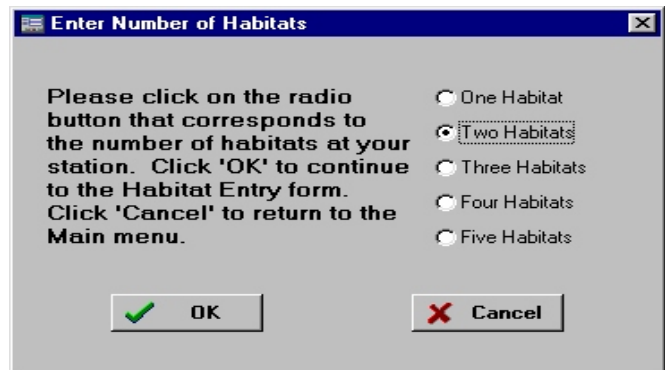 Enter Number of Habitats
Please click on the radio
button that corresponds to
the number of habitats at your
station. Click 'OK' to continue
to the Habitat Entry form.
Click 'Cancel' to return to the
Main menu.
One Habitat
Two Habitats
Three Habitats
Four Habitats
Five Habitats
OK
Cancel